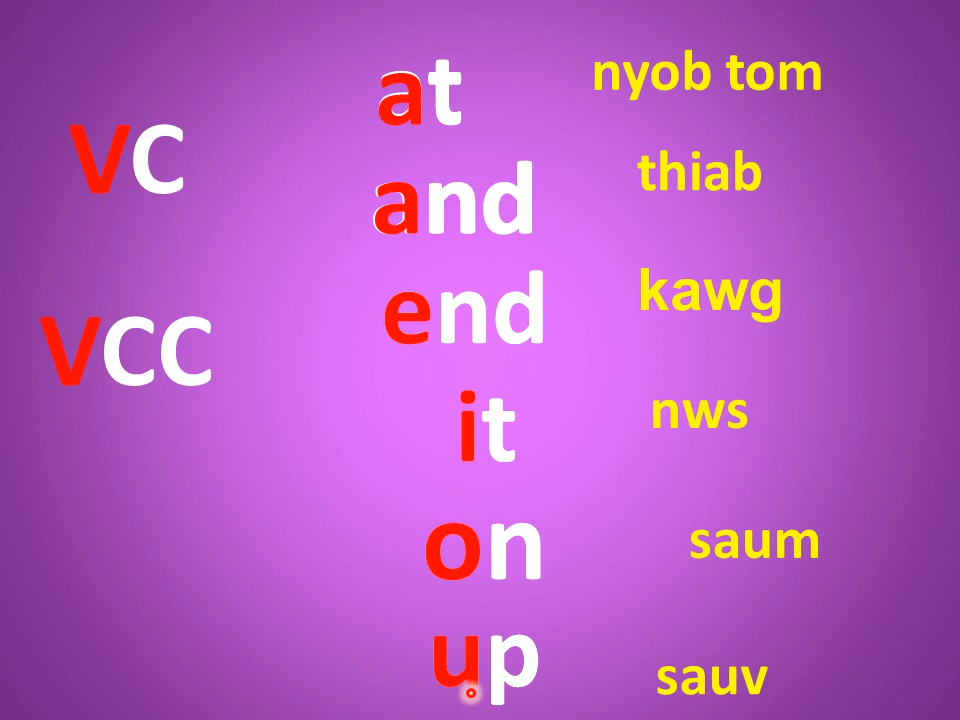 VC
VCC
at nyob tom
and thiab
end kawg
it nws
on saum
up sauv